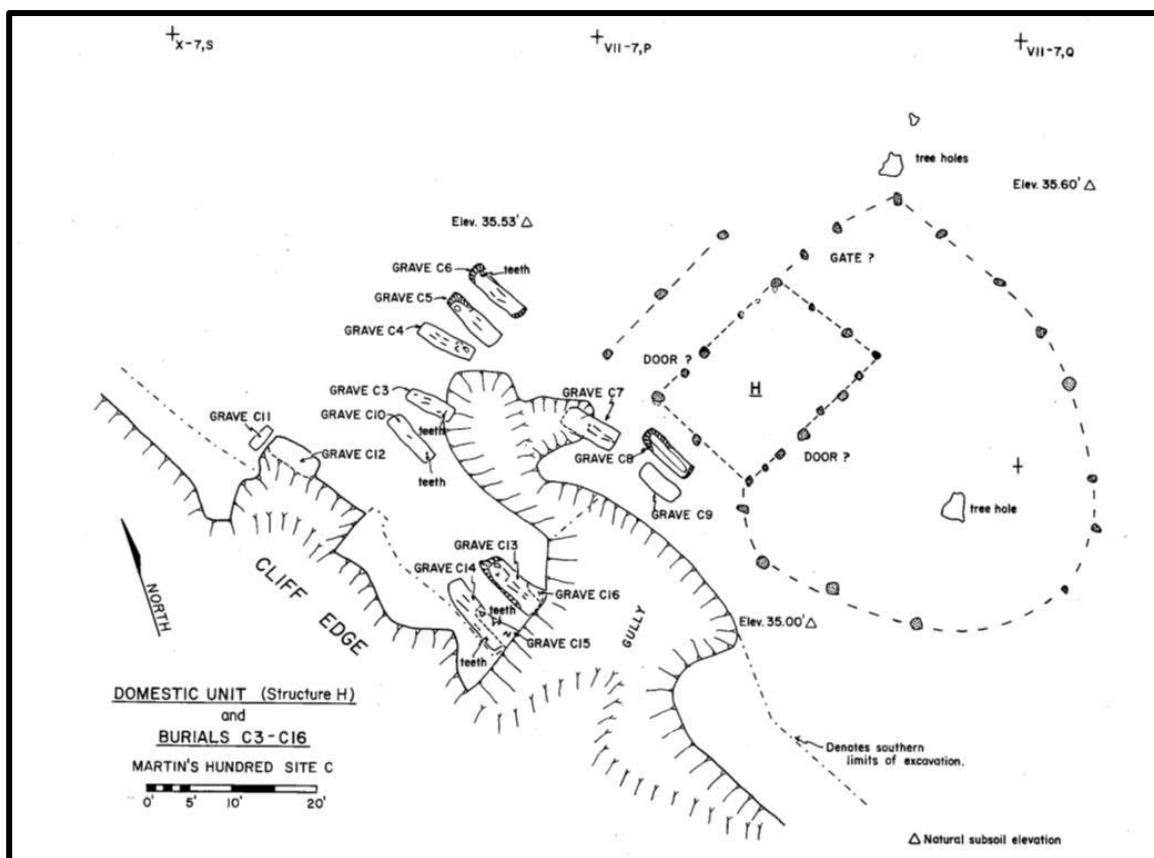 X-7,S
VII-7,P
VII-7,Q
tree holes
Elev. 35.60' △
Elev. 35.53' △
GATE ?
GRAVE C6
teeth
GRAVE C5
GRAVE C4
DOOR ?
H
GRAVE C3
GRAVE C7
GRAVE C10
teeth
GRAVE C11
GRAVE C12
GRAVE C8
DOOR ?
teeth
GRAVE C9
tree hole
GRAVE C13
GRAVE C14
GRAVE C16
teeth
GRAVE C15
teeth
CLIFF EDGE
GULLY
NORTH
Elev. 35.00' △
DOMESTIC UNIT (Structure H)
and
BURIALS C3-C16
MARTIN'S HUNDRED SITE C
0' 5' 10' 20'
Denotes southern
limits of excavation.
△ Natural subsoil elevation